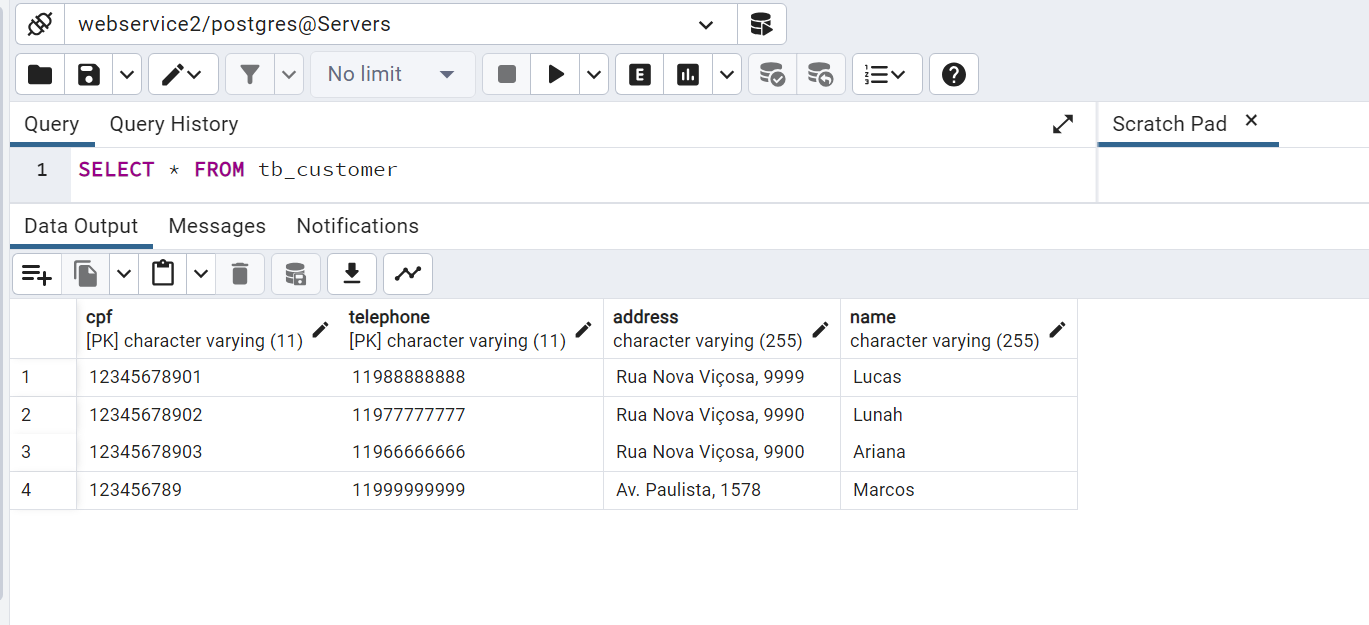 webservice2/postgres@Servers
No limit
E
Query
Query History
Scratch Pad
1 SELECT * FROM tb_customer
Data Output
Messages
Notifications
cpf telephone address name
[PK] character varying (11) [PK] character varying (11) character varying (255) character varying (255)
1 12345678901 11988888888 Rua Nova Viçosa, 9999 Lucas
2 12345678902 11977777777 Rua Nova Viçosa, 9990 Lunah
3 12345678903 11966666666 Rua Nova Viçosa, 9900 Ariana
4 123456789 11999999999 Av. Paulista, 1578 Marcos